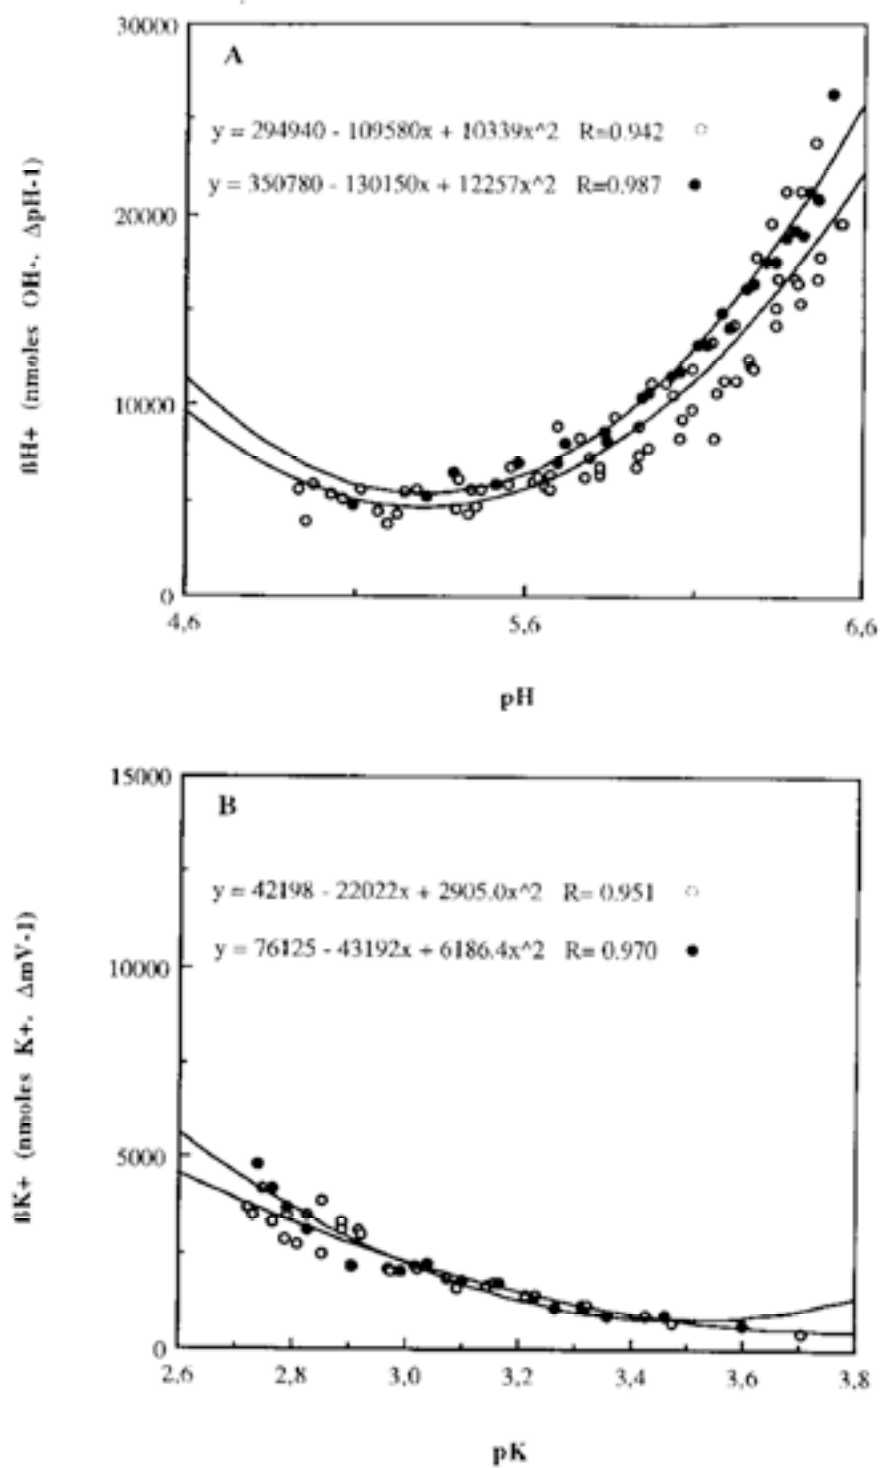 30000
A
y = 294940 - 109580x + 10339x^2 R=0.942
y = 350780 - 130150x + 12257x^2 R=0.987
20000
10000
0
4,6 5,6 6,6
ßH+ (nmoles OH-. ΔpH-1)
pH
15000
B
y = 42198 - 22022x + 2905.0x^2 R= 0.951
y = 76125 - 43192x + 6186.4x^2 R= 0.970
10000
5000
0
2,6 2,8 3,0 3,2 3,4 3,6 3,8
ßK+ (nmoles K+. ΔmV-1)
pK